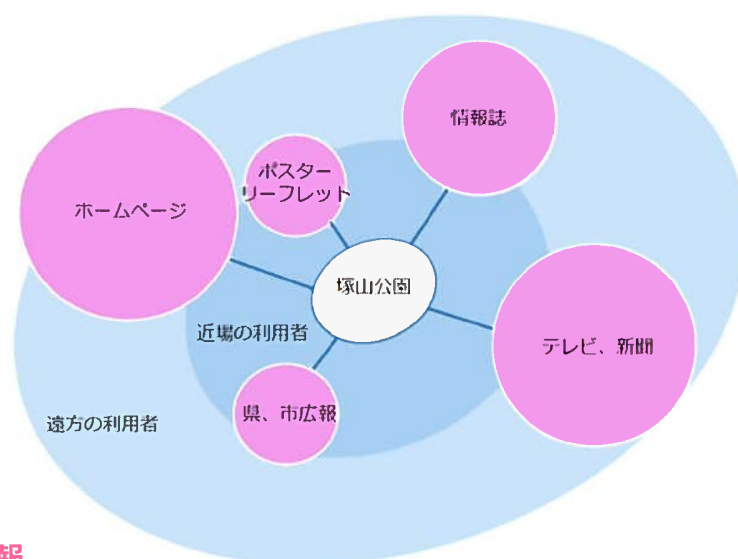 情報誌
ポスター
リーフレット
ホームページ
塚山公園
近場の利用者
テレビ、新聞
県、市広報
遠方の利用者
報